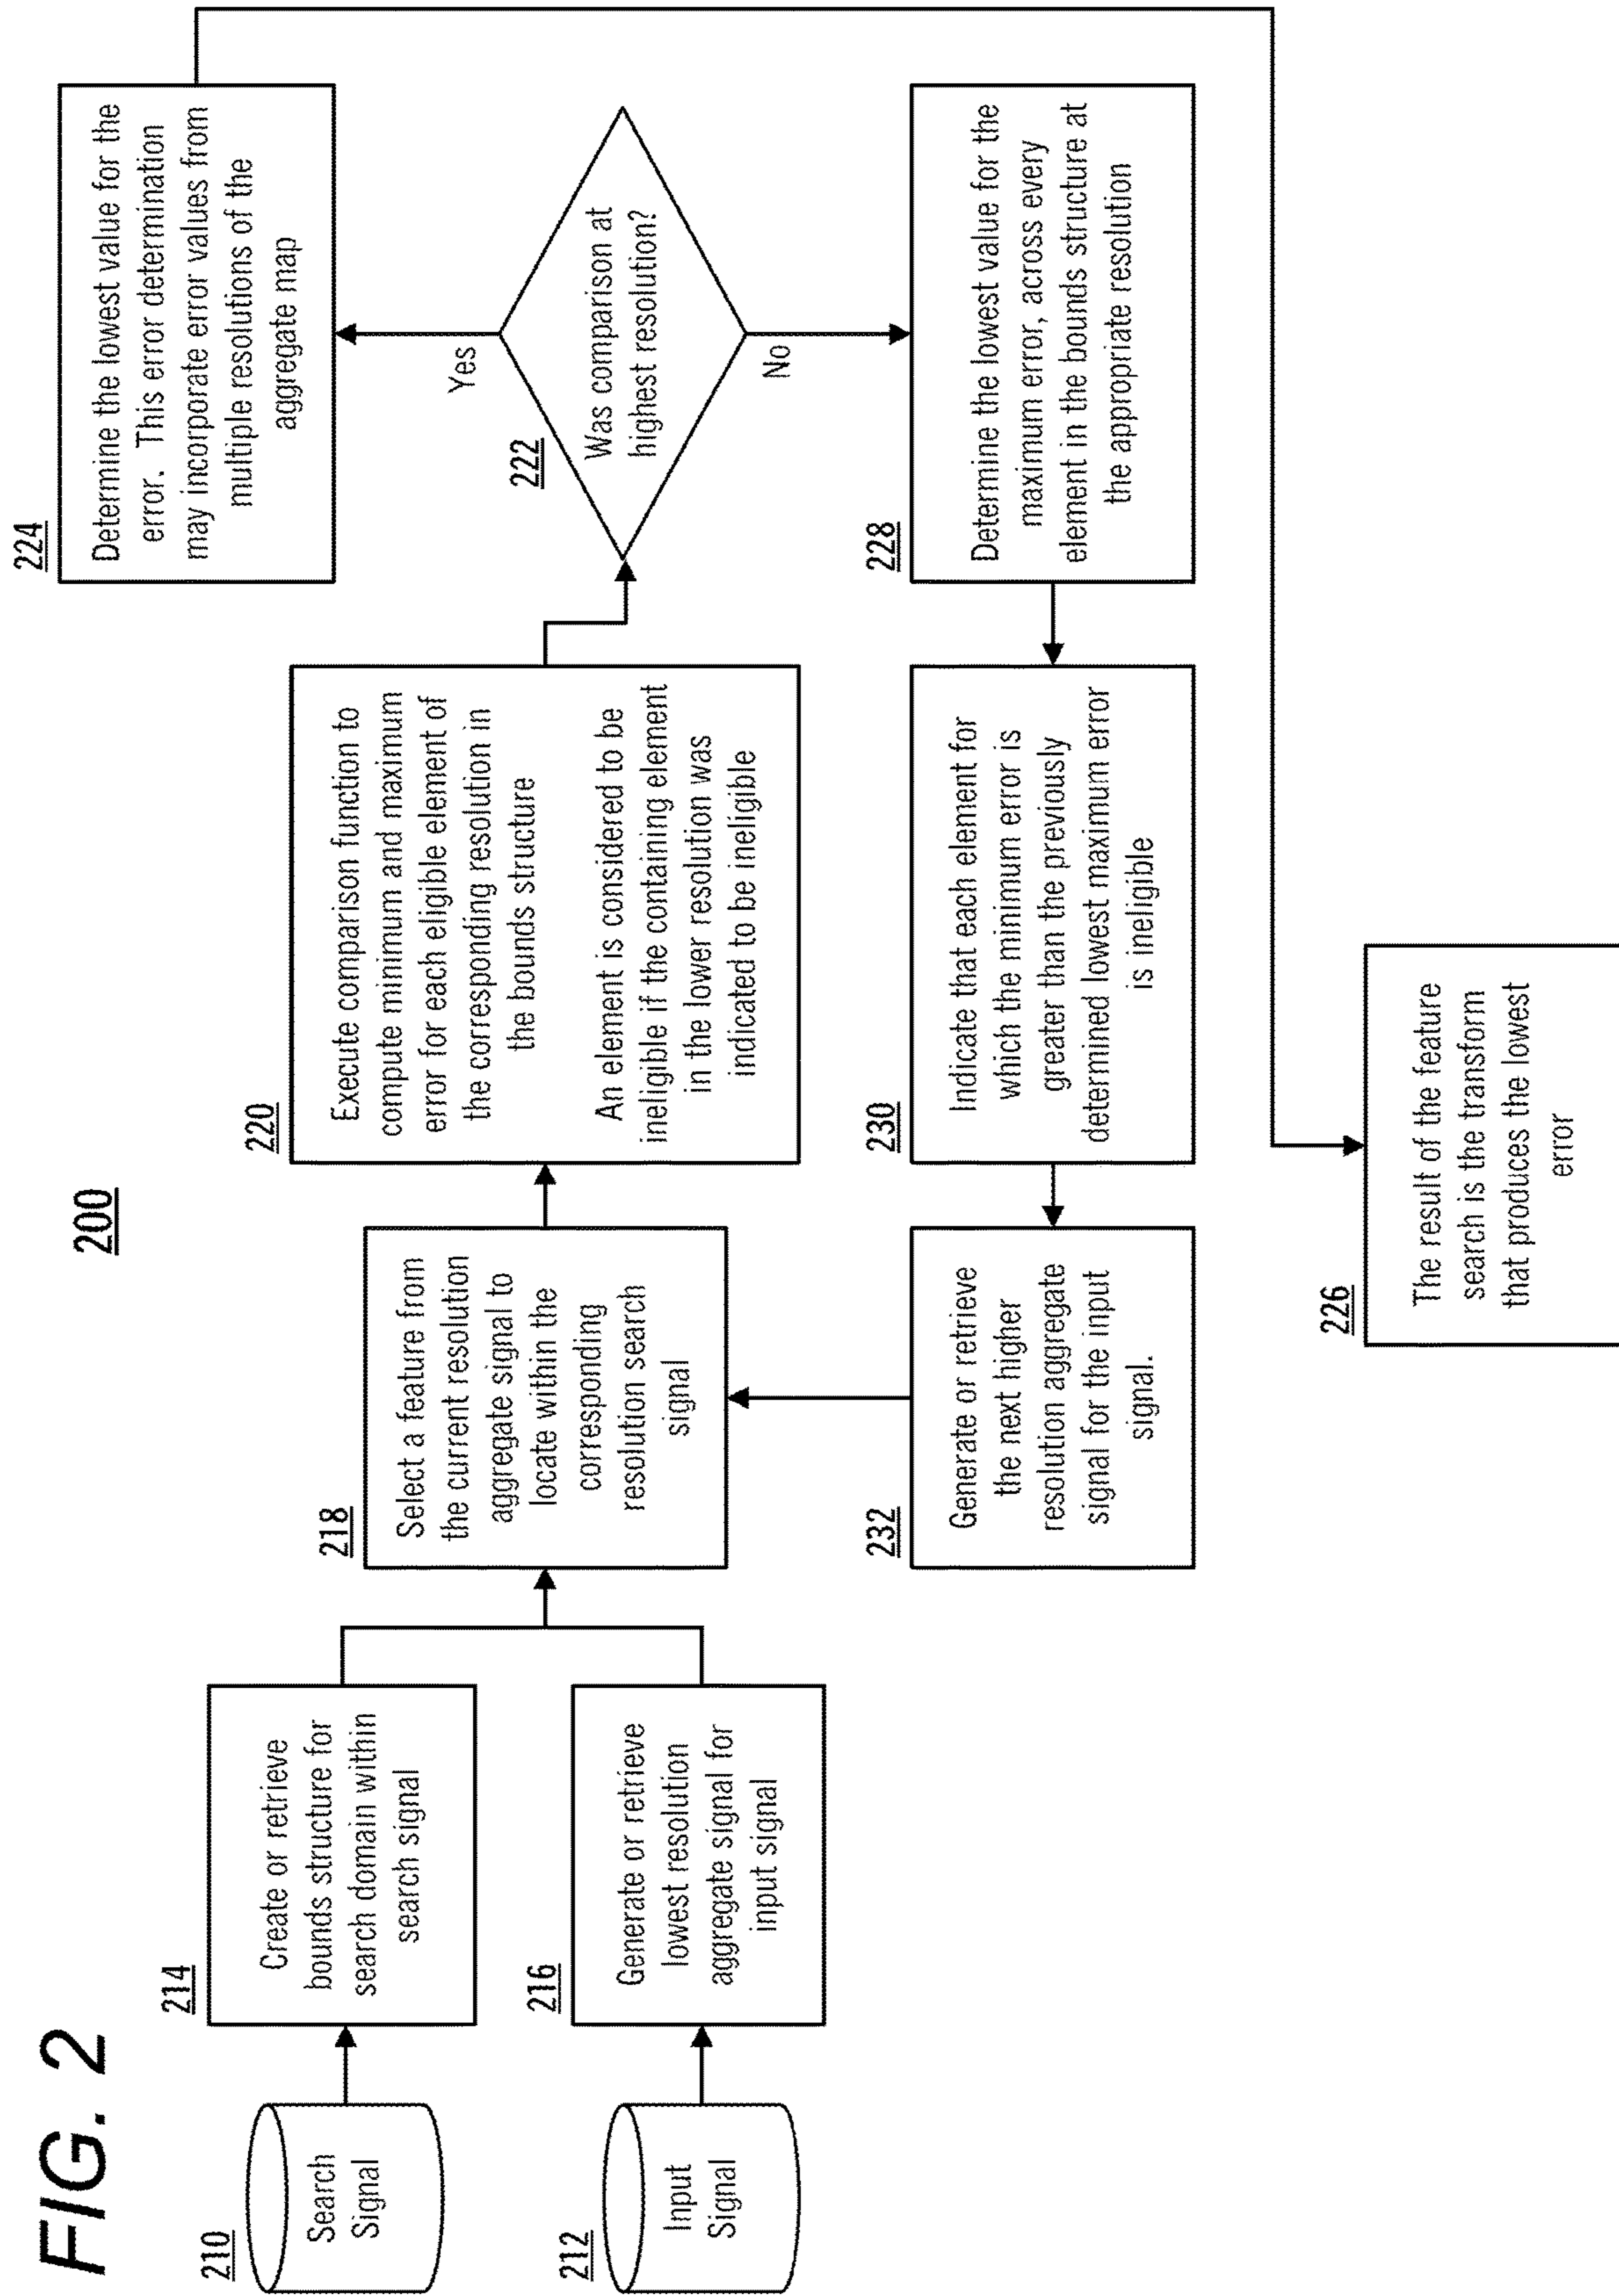 FIG. 2
200
210
Search
Signal
214
Create or retrieve
bounds structure for
search domain within
search signal
212
Input
Signal
216
Generate or retrieve
lowest resolution
aggregate signal for
input signal
218
Select a feature from
the current resolution
aggregate signal to
locate within the
corresponding
resolution search
signal
220
Execute comparison function to
compute minimum and maximum
error for each eligible element of
the corresponding resolution in
the bounds structure
An element is considered to be
ineligible if the containing element
in the lower resolution was
indicated to be ineligible
222
Was comparison at
highest resolution?
Yes
No
224
Determine the lowest value for the
error. This error determination
may incorporate error values from
multiple resolutions of the
aggregate map
228
Determine the lowest value for the
maximum error, across every
element in the bounds structure at
the appropriate resolution
230
Indicate that each element for
which the minimum error is
greater than the previously
determined lowest maximum error
is ineligible
232
Generate or retrieve
the next higher
resolution aggregate
signal for the input
signal.
226
The result of the feature
search is the transform
that produces the lowest
error